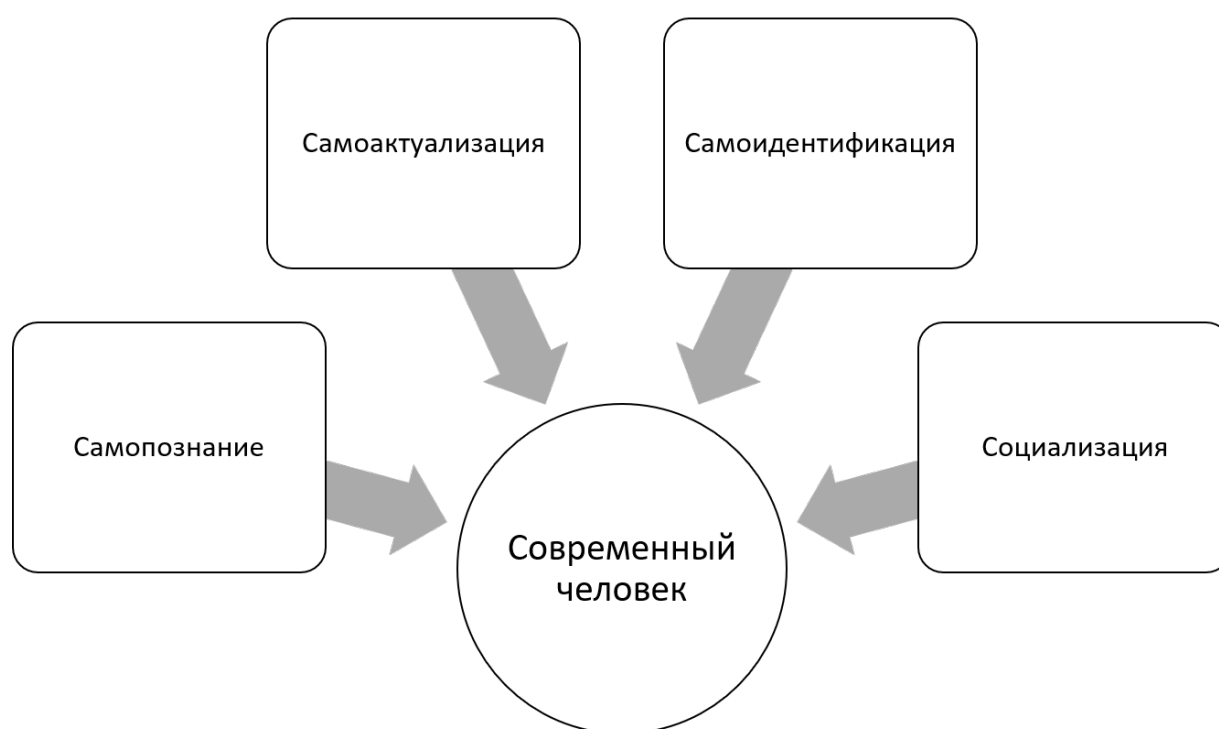 Самоактуализация
Самоидентификация
Самопознание
Социализация
Современный
человек